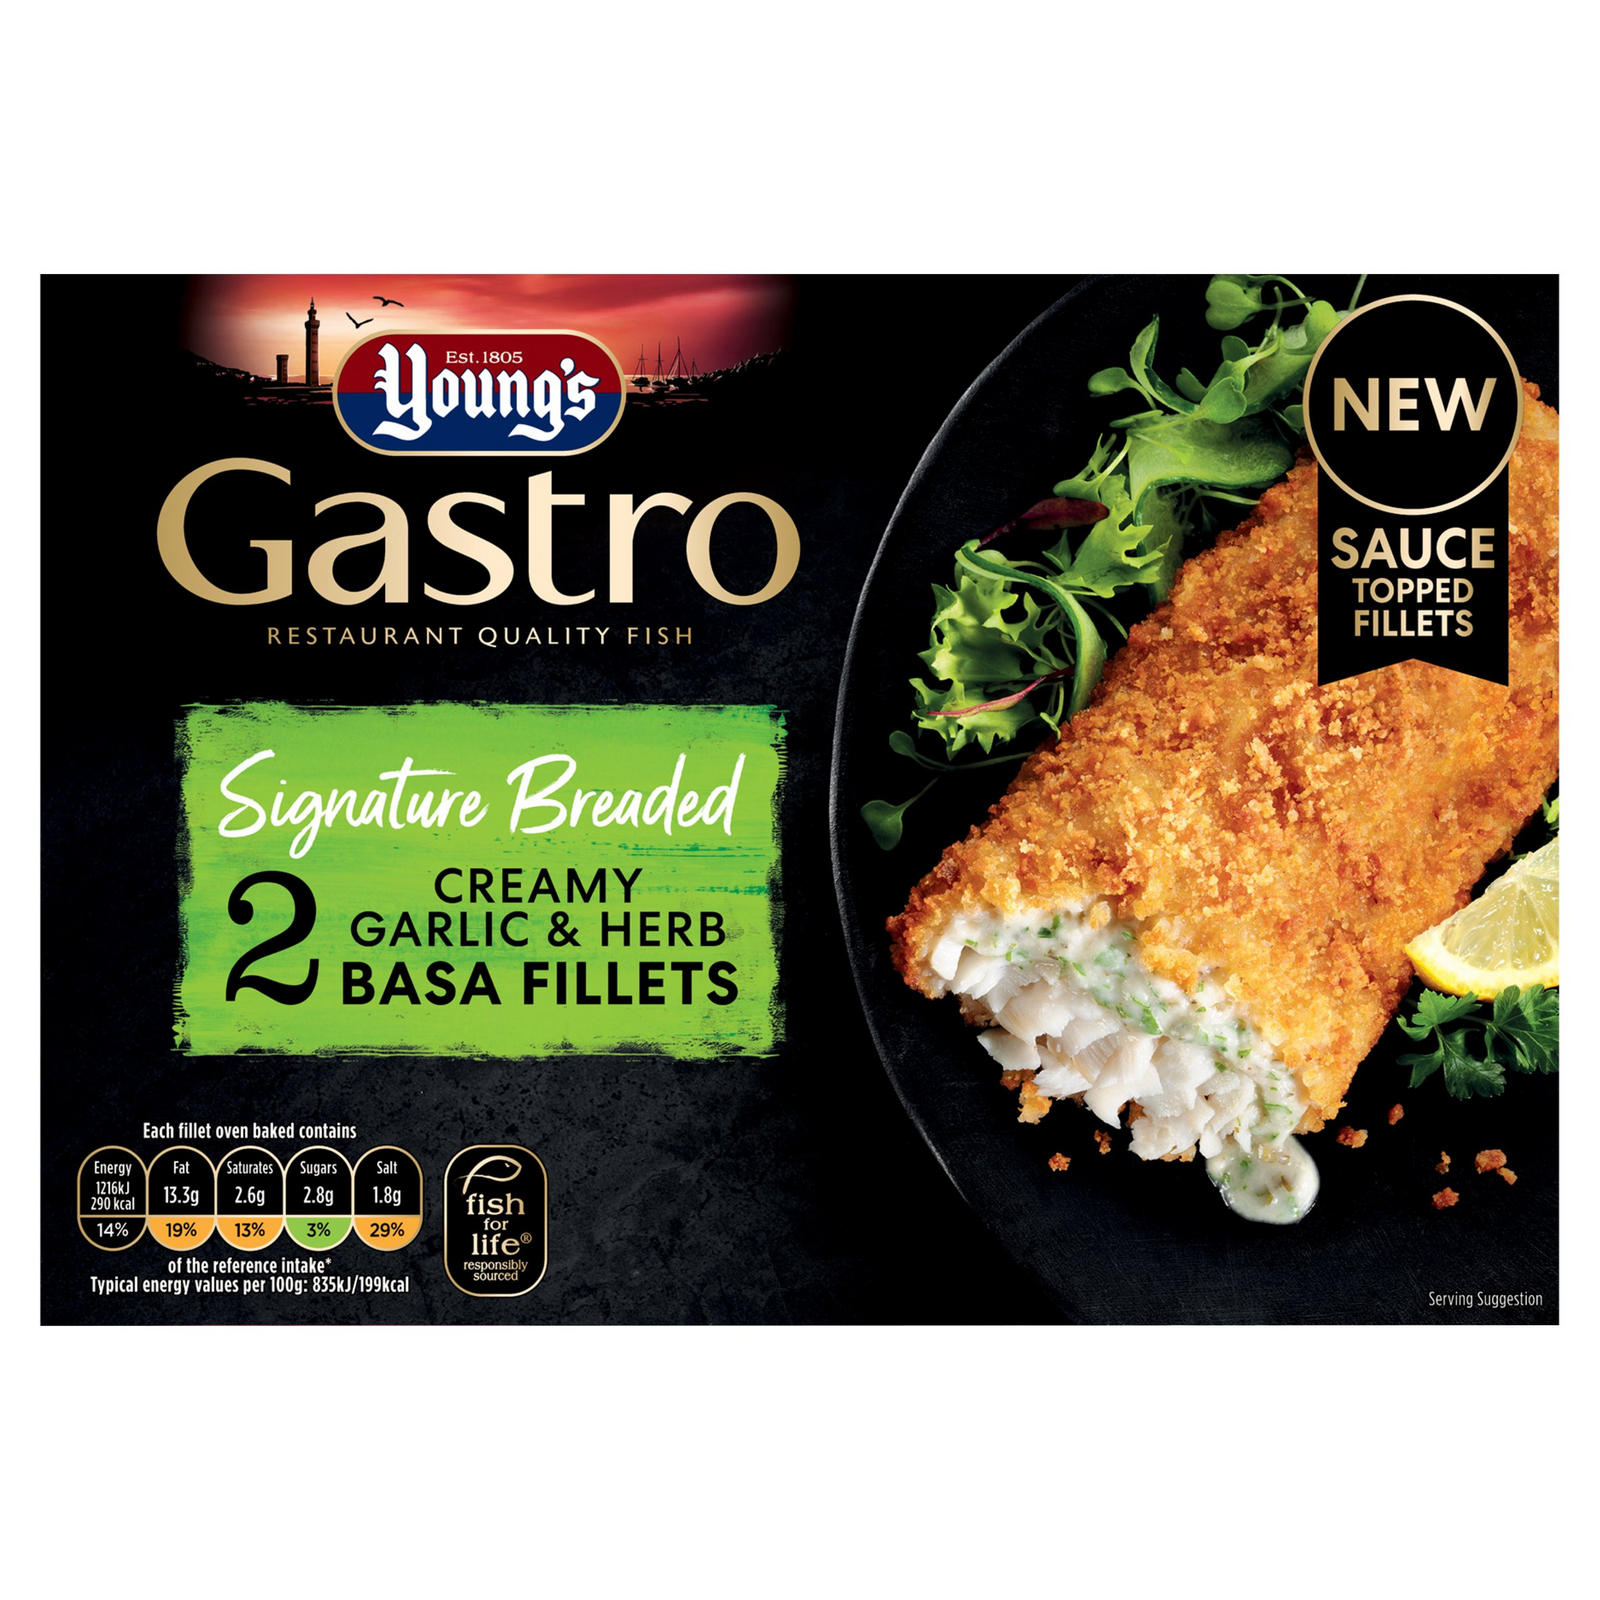 Est. 1805
Young's
Gastro
RESTAURANT QUALITY FISH
Signature Breaded
2
CREAMY
GARLIC & HERB
BASA FILLETS
NEW
SAUCE
TOPPED
FILLETS
Each fillet oven baked contains
Energy
1216kJ
290 kcal
14%
Fat
13.3g
19%
Saturates
2.6g
13%
Sugars
2.8g
3%
Salt
1.8g
29%
of the reference intake*
Typical energy values per 100g: 835kJ/199kcal
fish
for
life®
responsibly
sourced
Serving Suggestion